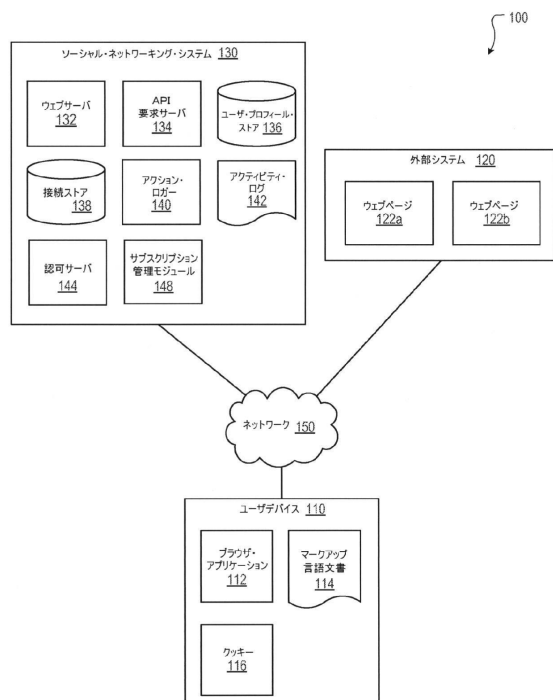 100
ソーシャル・ネットワーキング・システム 130
ウェブサーバ
132
API
要求サーバ
134
ユーザ・プロフィール・
ストア 136
接続ストア
138
アクション・
ロガー
140
アクティビティ・
ログ
142
認可サーバ
144
サブスクリプション
管理モジュール
148
外部システム 120
ウェブページ
122a
ウェブページ
122b
ネットワーク 150
ユーザデバイス 110
ブラウザ・
アプリケーション
112
マークアップ
言語文書
114
クッキー
116